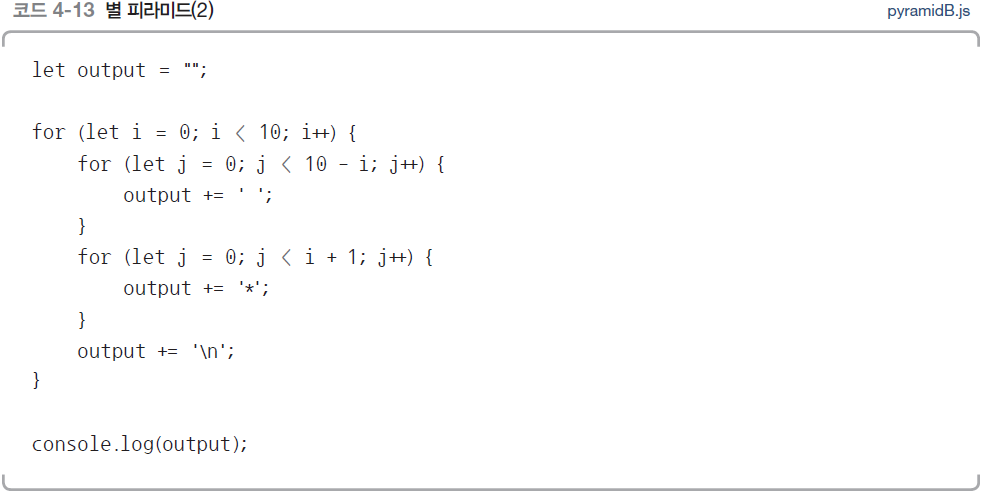 코드 4-13 별 피라미드(2) pyramidB.js
let output = "";
for (let i = 0; i < 10; i++) {
    for (let j = 0; j < 10 - i; j++) {
        output += ' ';
    }
    for (let j = 0; j < i + 1; j++) {
        output += '*';
    }
    output += '\n';
}
console.log(output);